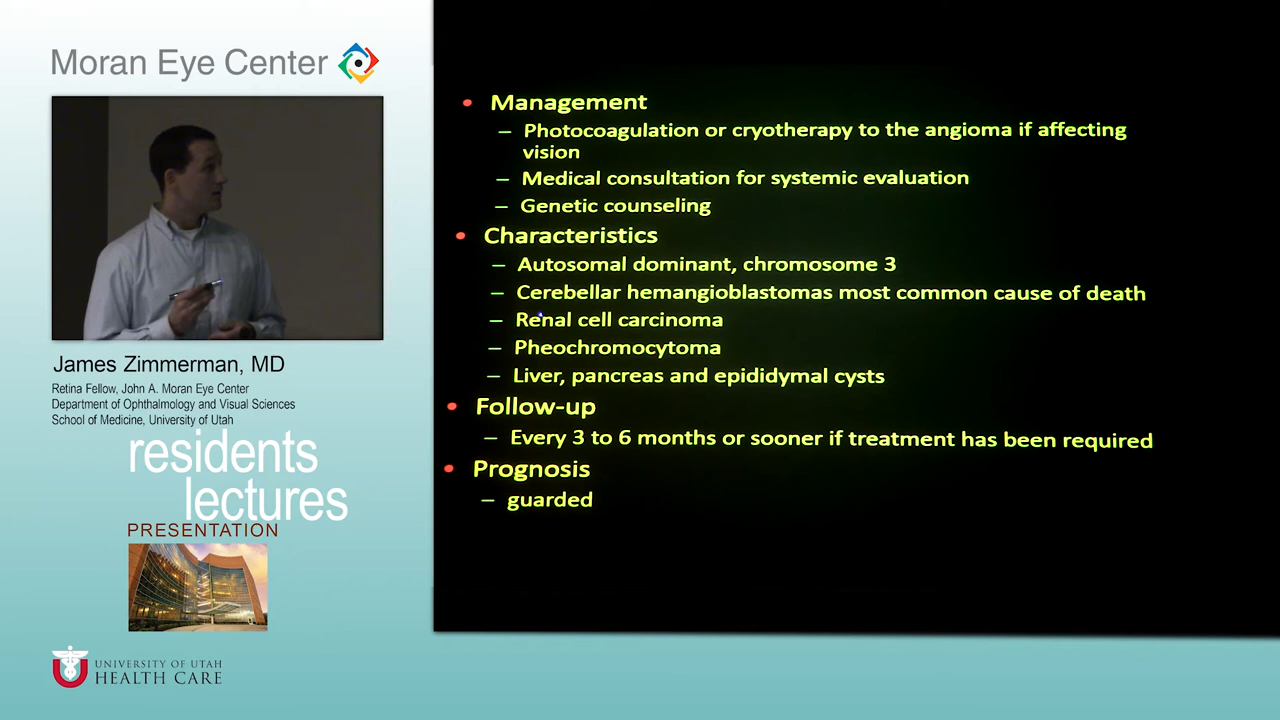 Moran Eye Center
James Zimmerman, MD
Retina Fellow, John A. Moran Eye Center
Department of Ophthalmology and Visual Sciences
School of Medicine, University of Utah
residents
lectures
PRESENTATION
UNIVERSITY OF UTAH
HEALTH CARE
• Management
– Photocoagulation or cryotherapy to the angioma if affecting
vision
– Medical consultation for systemic evaluation
– Genetic counseling
• Characteristics
– Autosomal dominant, chromosome 3
– Cerebellar hemangioblastomas most common cause of death
– Renal cell carcinoma
– Pheochromocytoma
– Liver, pancreas and epididymal cysts
• Follow-up
– Every 3 to 6 months or sooner if treatment has been required
• Prognosis
– guarded